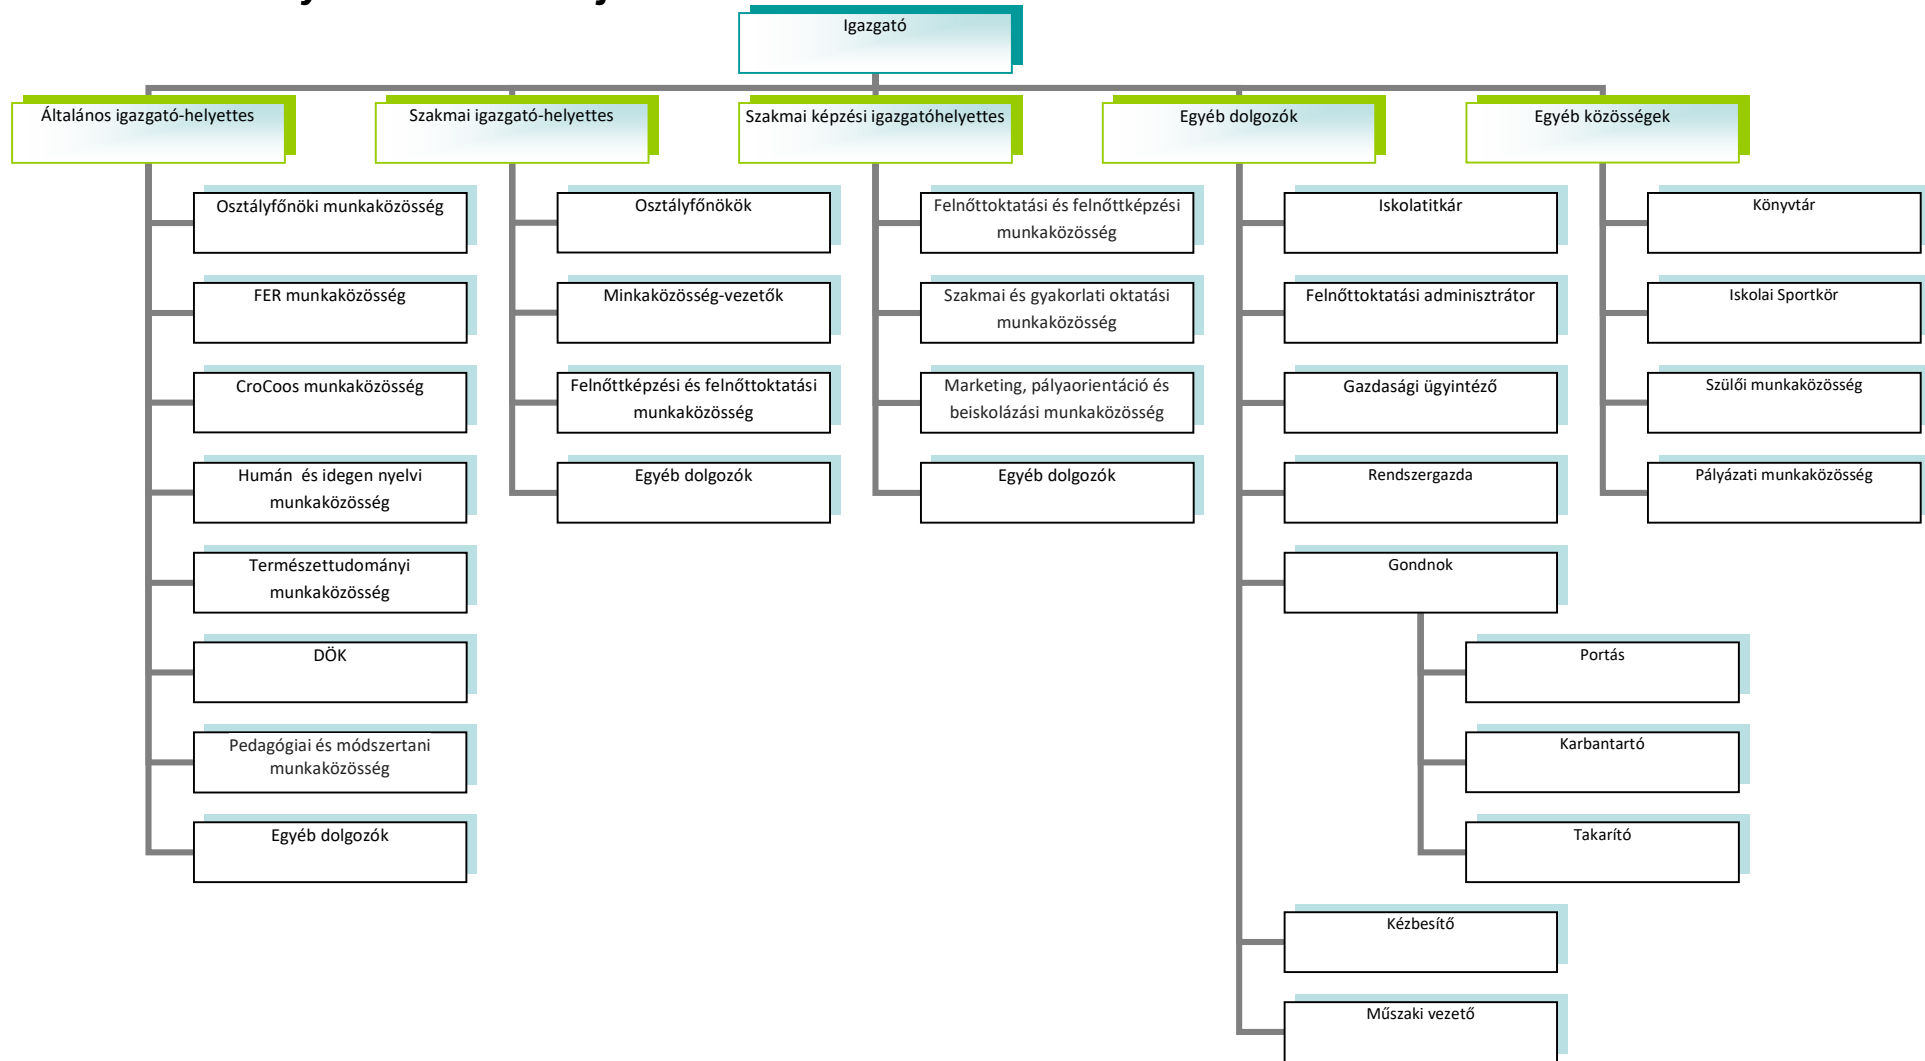 Igazgató
Általános igazgató-helyettes
Szakmai igazgató-helyettes
Szakmai képzési igazgatóhelyettes
Egyéb dolgozók
Egyéb közösségek
Osztályfőnöki munkaközösség
FER munkaközösség
CroCoos munkaközösség
Humán  és idegen nyelvi
munkaközösség
Természettudományi
munkaközösség
DÖK
Pedagógiai és módszertani
munkaközösség
Egyéb dolgozók
Osztályfőnökök
Minkaközösség-vezetők
Felnőttképzési és felnőttoktatási
munkaközösség
Egyéb dolgozók
Felnőttoktatási és felnőttképzési
munkaközösség
Szakmai és gyakorlati oktatási
munkaközösség
Marketing, pályaorientáció és
beiskolázási munkaközösség
Egyéb dolgozók
Iskolatitkár
Felnőttoktatási adminisztrátor
Gazdasági ügyintéző
Rendszergazda
Gondnok
Portás
Karbantartó
Takarító
Kézbesítő
Műszaki vezető
Könyvtár
Iskolai Sportkör
Szülői munkaközösség
Pályázati munkaközösség